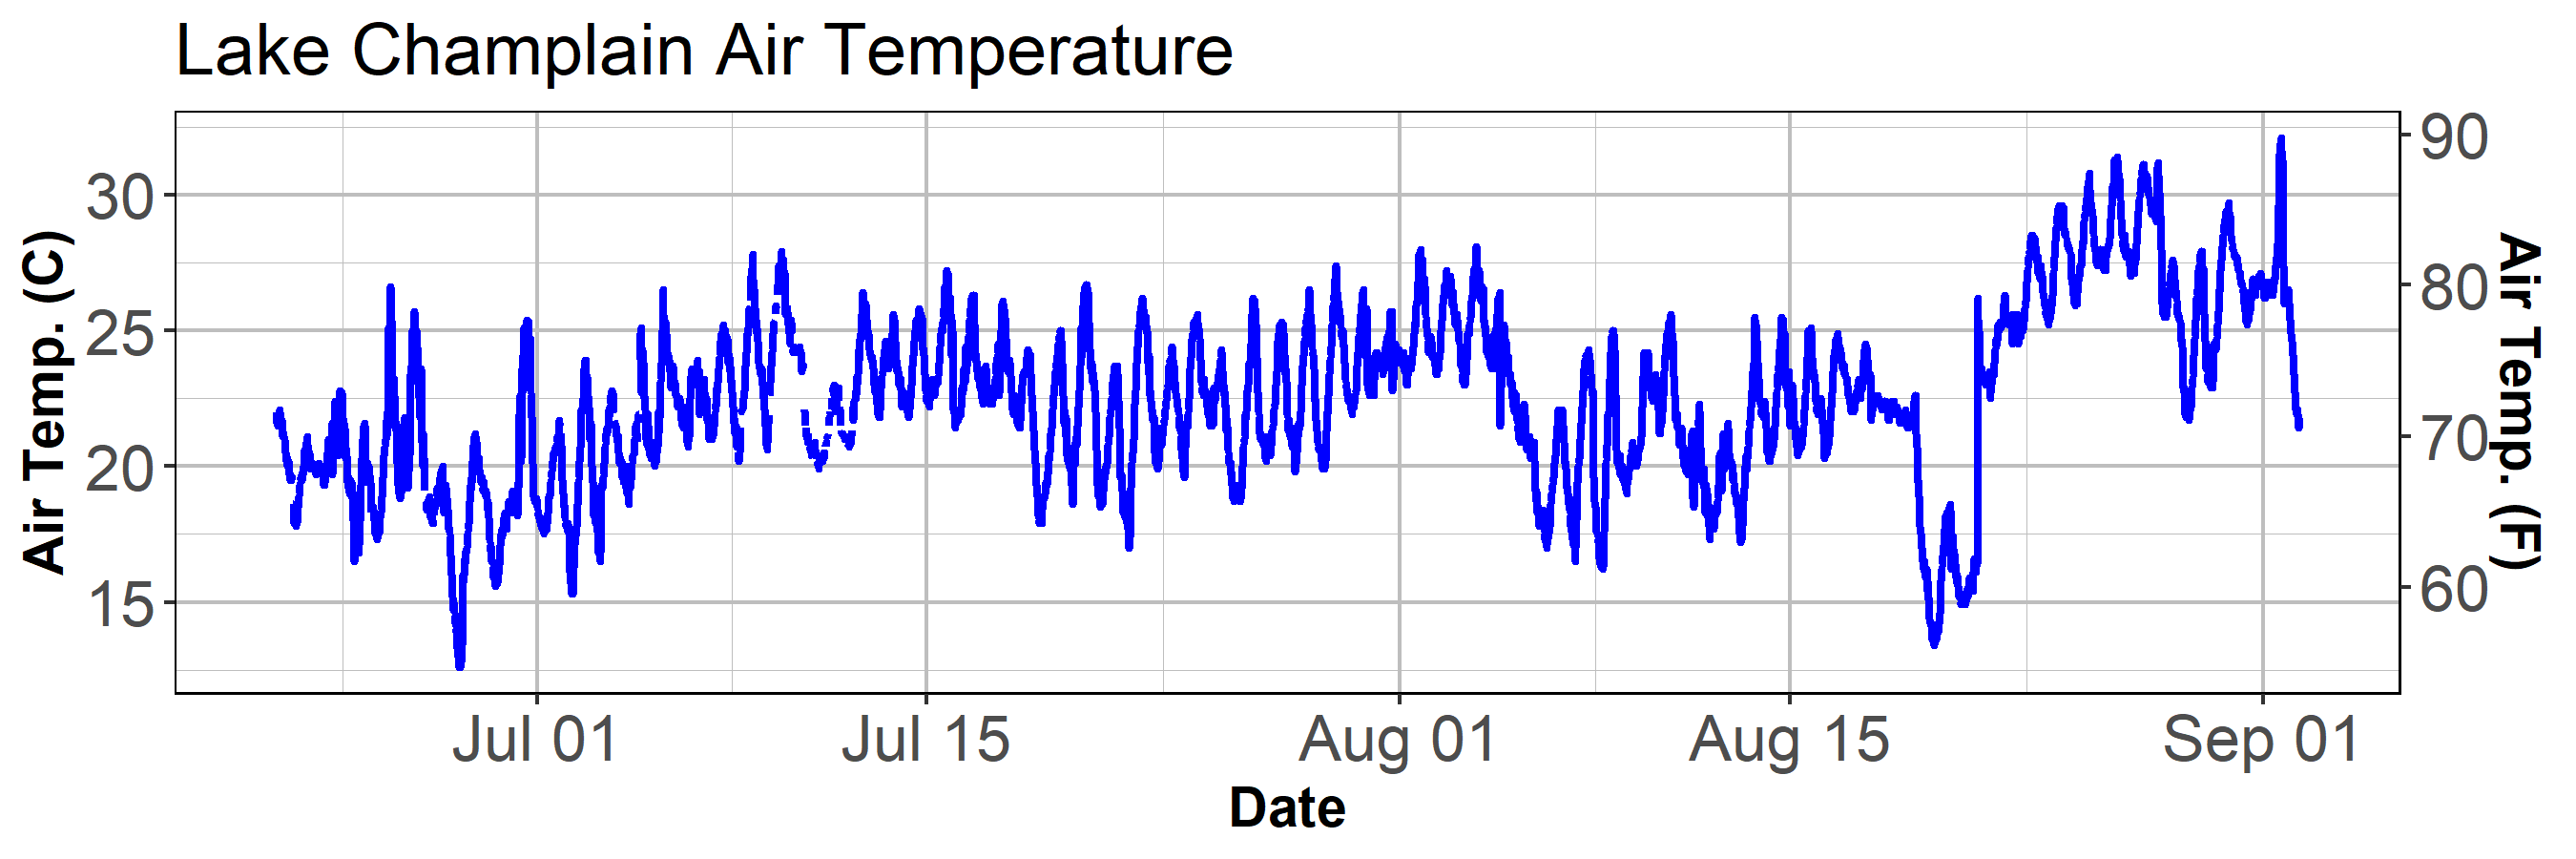 Lake Champlain Air Temperature
Air Temp. (C)
30
25
20
15
90
80
70
60
Air Temp. (F)
Jul 01
Jul 15
Aug 01
Aug 15
Sep 01
Date